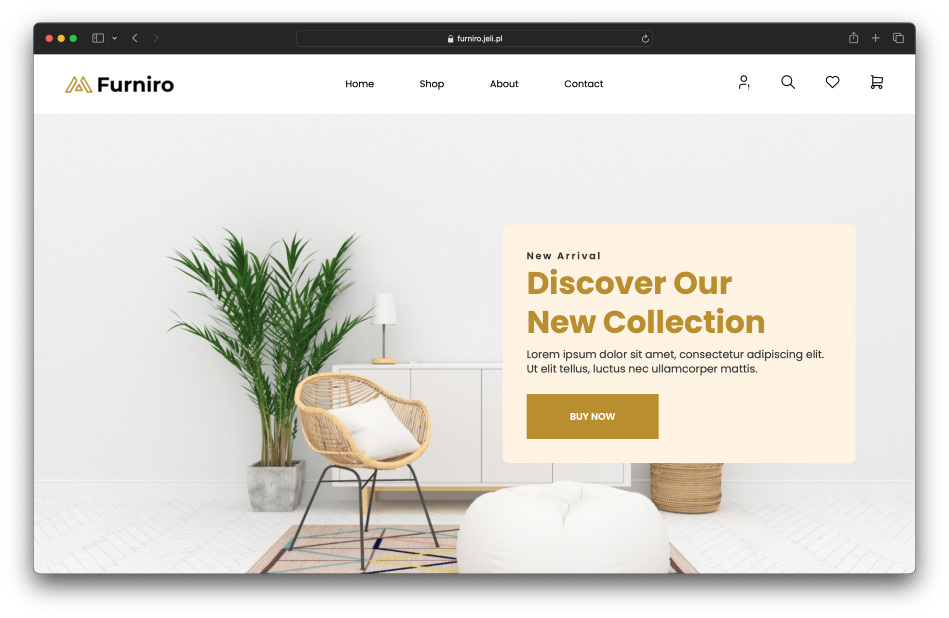 furniro.jeli.pl
Furniro
Home
Shop
About
Contact
New Arrival
Discover Our
New Collection
Lorem ipsum dolor sit amet, consectetur adipiscing elit.
Ut elit tellus, luctus nec ullamcorper mattis.
BUY NOW